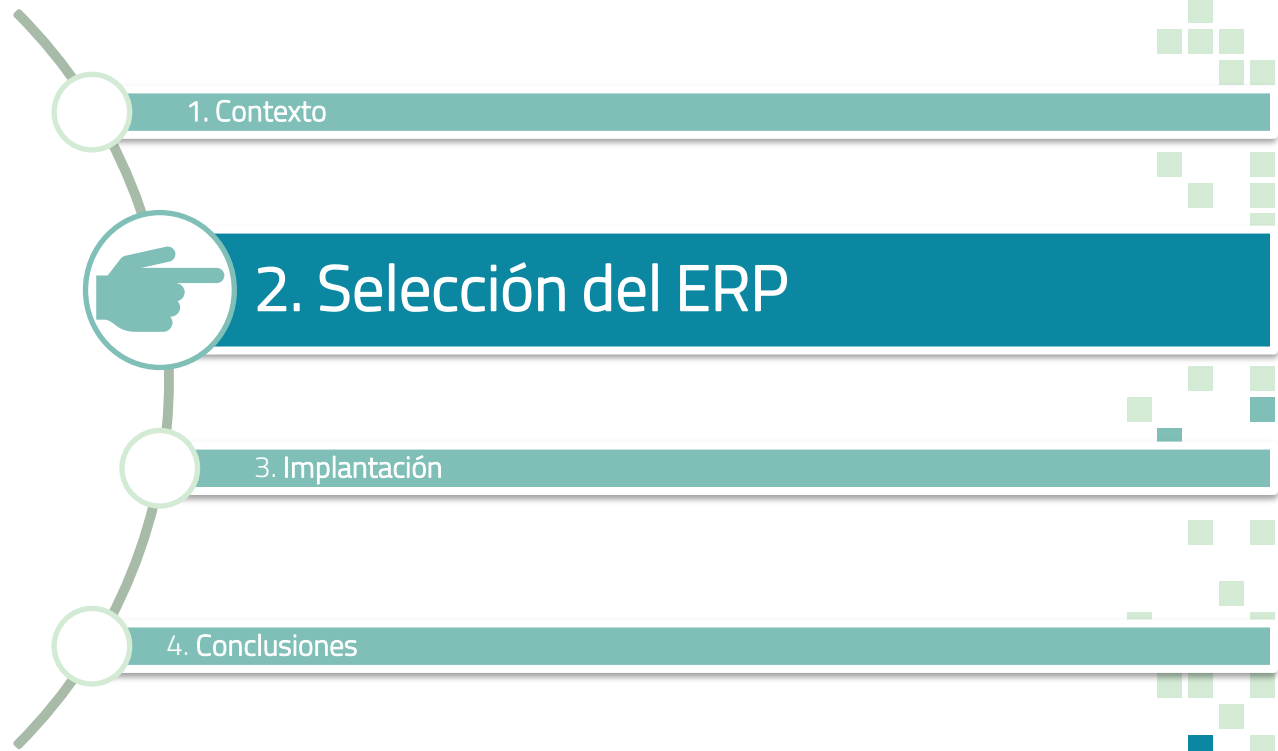 1. Contexto
2. Selección del ERP
3. Implantación
4. Conclusiones